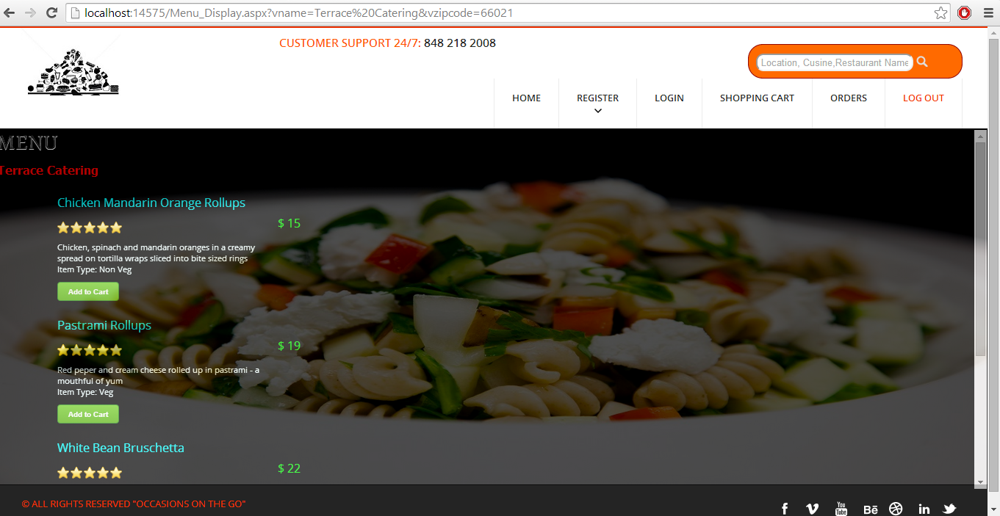 localhost:14575/Menu_Display.aspx?vname=Terrace%20Catering&vzipcode=66021
CUSTOMER SUPPORT 24/7: 848 218 2008
Location, Cusine,Restaurant Name
HOME
REGISTER
LOGIN
SHOPPING CART
ORDERS
LOG OUT
MENU
Terrace Catering
Chicken Mandarin Orange Rollups
$ 15
Chicken, spinach and mandarin oranges in a creamy
spread on tortilla wraps sliced into bite sized rings
Item Type: Non Veg
Add to Cart
Pastrami Rollups
$ 19
Red peper and cream cheese rolled up in pastrami - a
mouthful of yum
Item Type: Veg
Add to Cart
White Bean Bruschetta
$ 22
© ALL RIGHTS RESERVED "OCCASIONS ON THE GO"
f
You
Tube
Bē
in